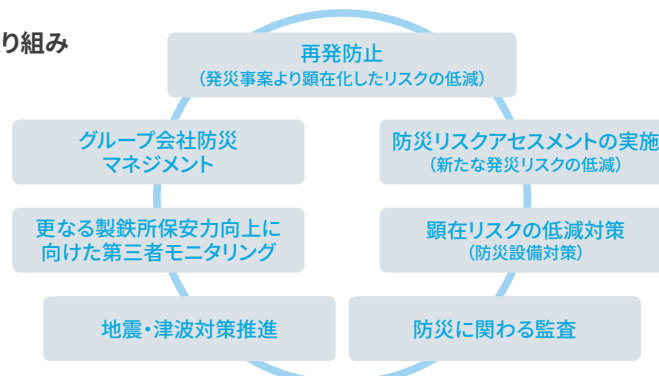 り組み
再発防止
（発災事案より顕在化したリスクの低減）
グループ会社防災
マネジメント
防災リスクアセスメントの実施
（新たな発災リスクの低減）
更なる製鉄所保安力向上に
向けた第三者モニタリング
顕在リスクの低減対策
（防災設備対策）
地震・津波対策推進
防災に関わる監査